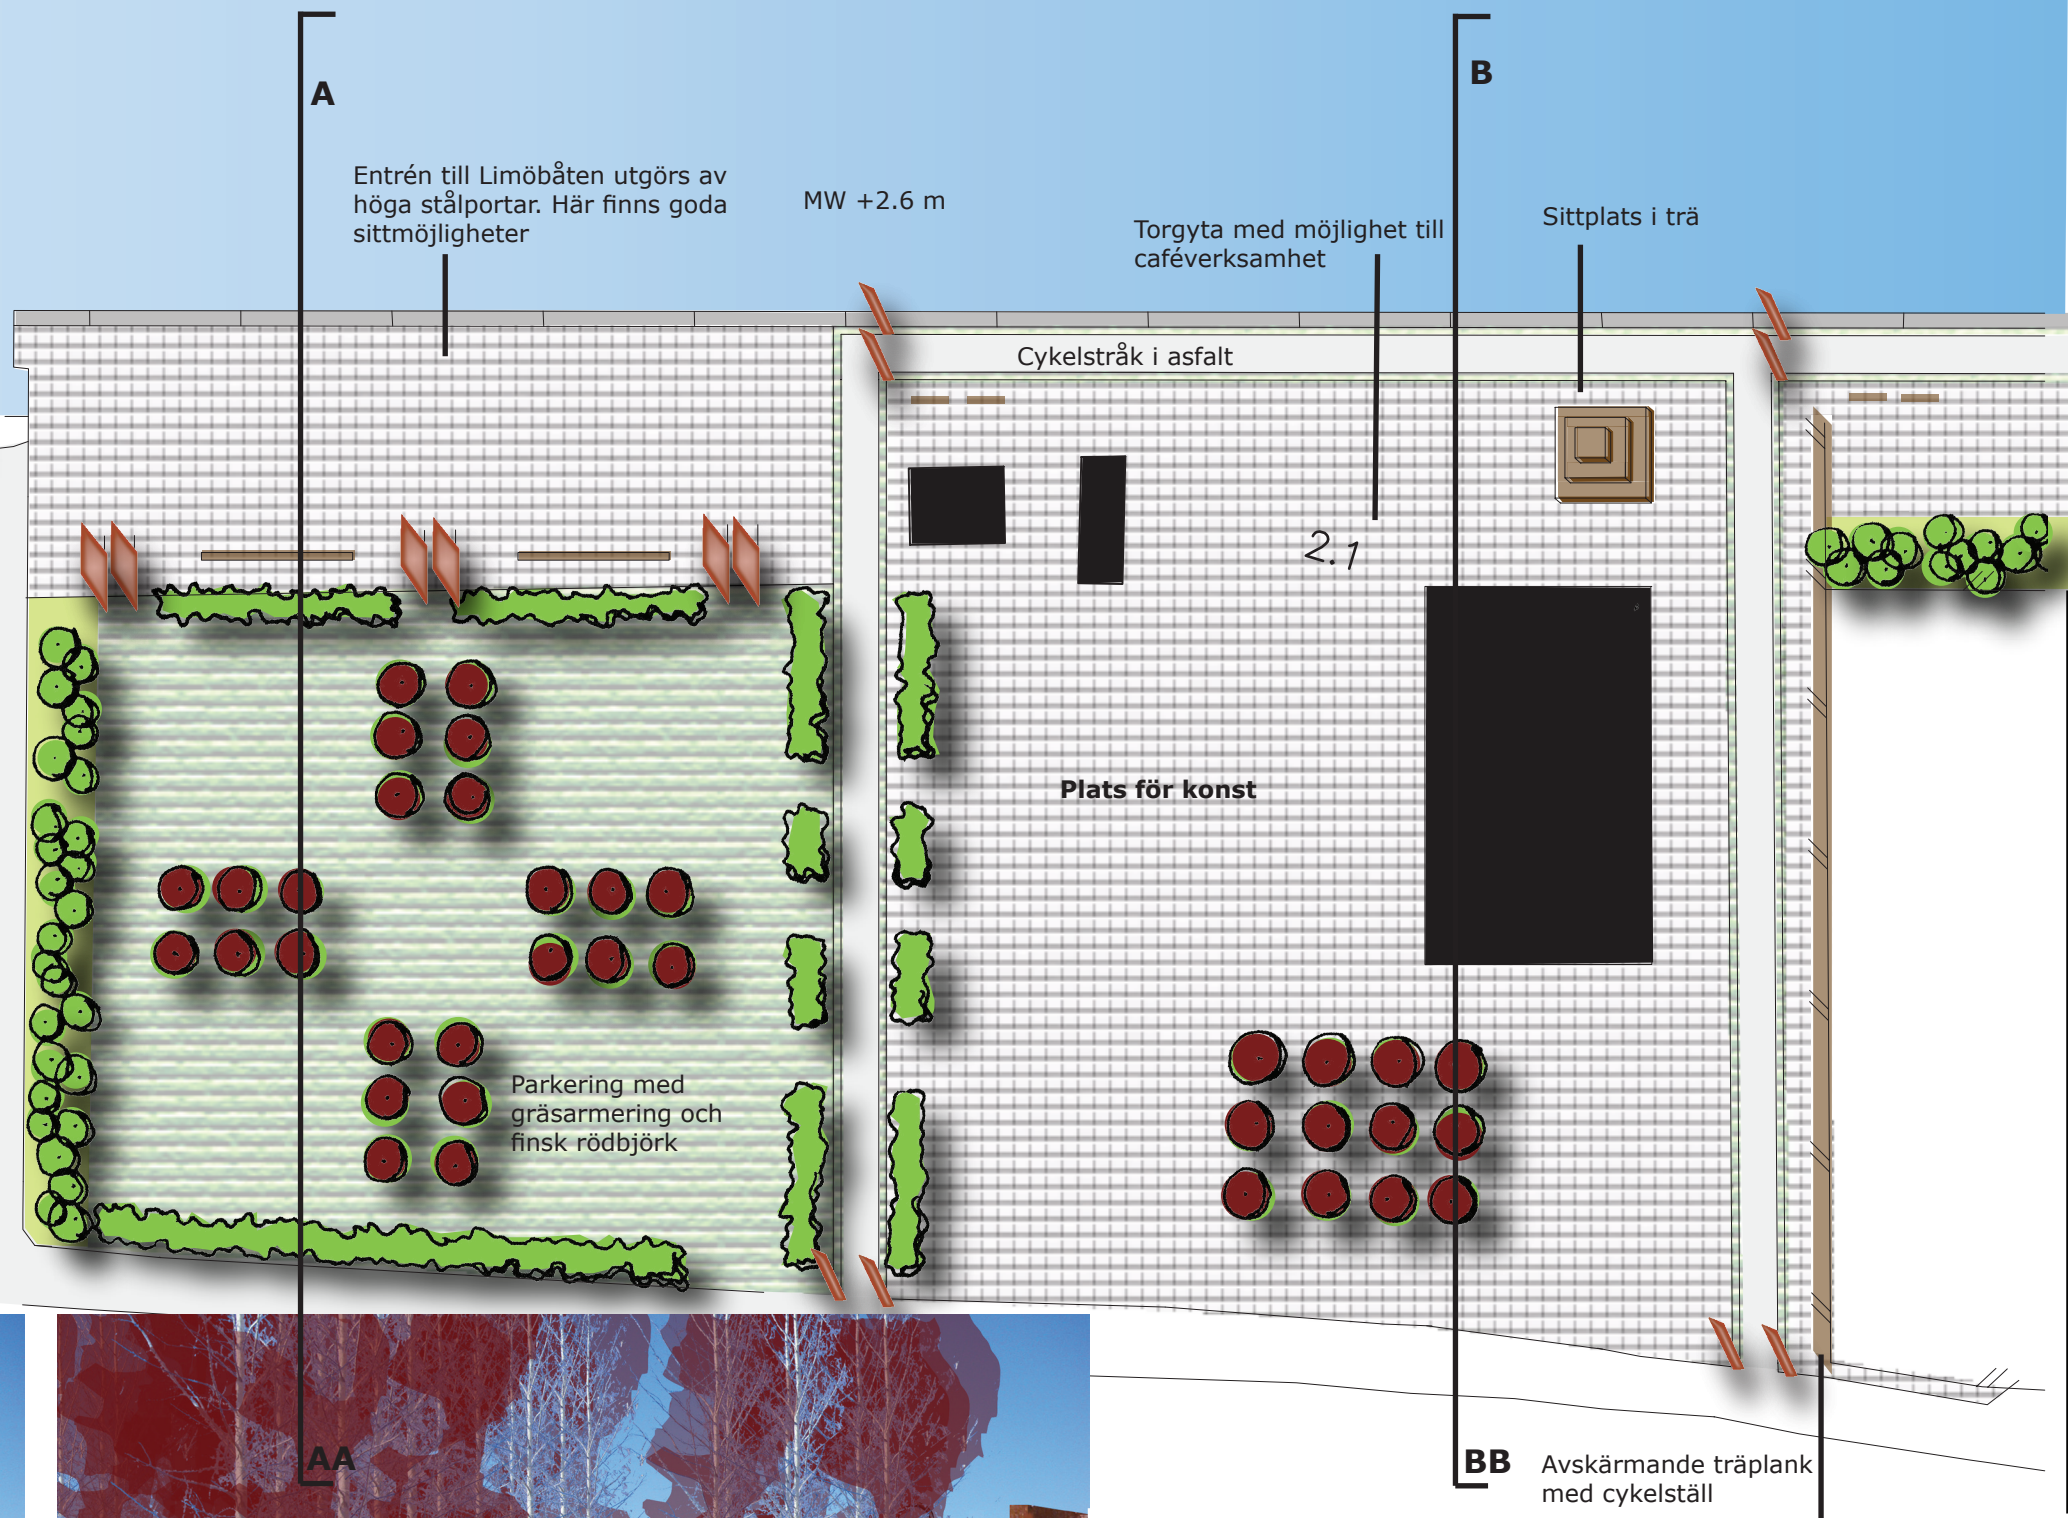 A
B
Entrén till Limöbåten utgörs av
höga stålportar. Här finns goda
sittmöjligheter
MW +2.6 m
Torgyta med möjlighet till
caféverksamhet
Sittplats i trä
Cykelstråk i asfalt
2.1
Plats för konst
Parkering med
gräsarmering och
finsk rödbjörk
AA
BB
Avskärmande träplank
med cykelställ